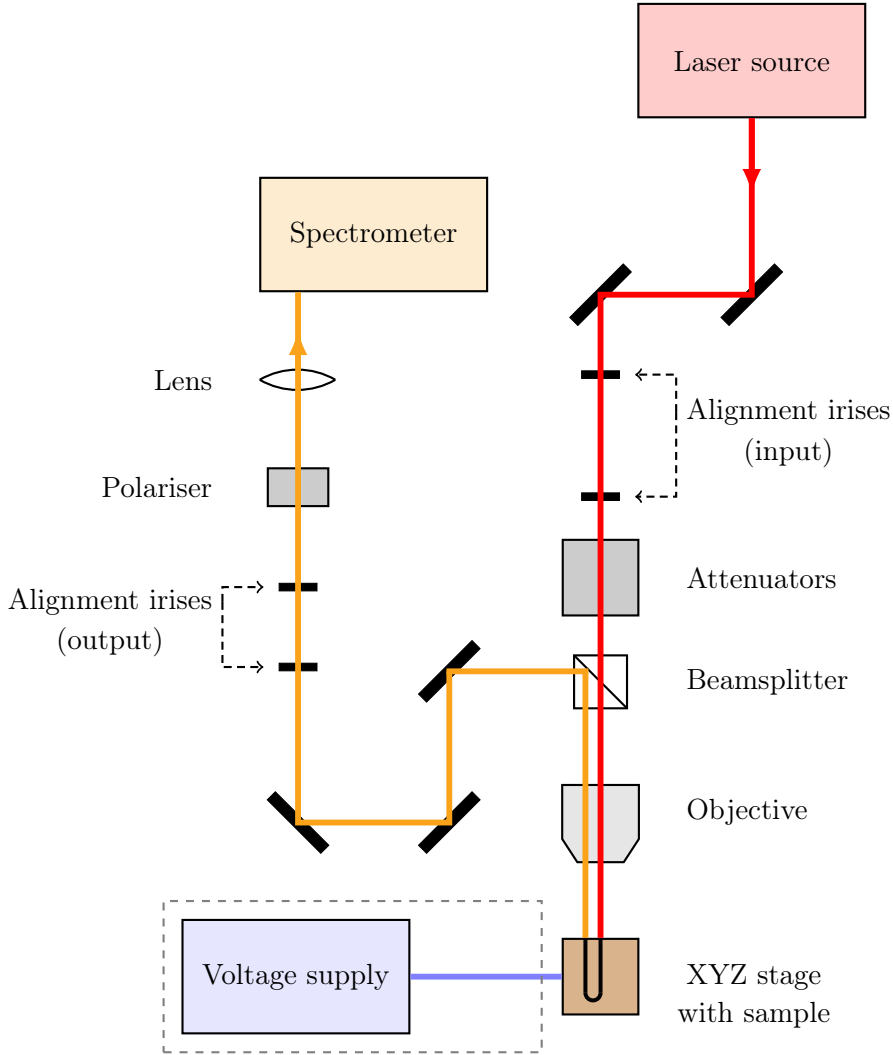 Laser source
Spectrometer
Lens
Alignment irises
(input)
Polariser
Attenuators
Alignment irises
(output)
Beamsplitter
Objective
Voltage supply
XYZ stage
with sample